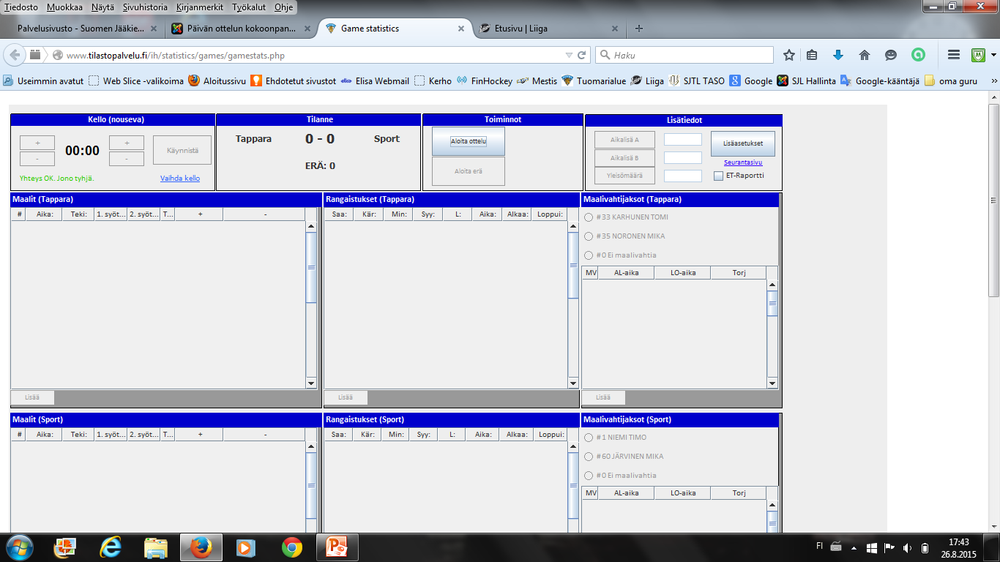 Tiedosto Muokkaa Näytä Sivuhistoria Kirjanmerkit Työkalut Ohje
Palvelusivusto - Suomen Jääkie... Päivän ottelun kokoonpan... Game statistics Etusivu | Liiga
www.tilastopalvelu.fi/ih/statistics/games/gamestats.php Haku
Useimmin avatut Web Slice -valikoima Aloitussivu Ehdotetut sivustot Elisa Webmail Kerho FinHockey Mestis Tuomarialue Liiga SJTL TASO Google SJL Hallinta Google-kääntäjä oma guru »
Kello (nouseva) Tilanne Toiminnot Lisätiedot
+ 00:00 + Käynnistä
- -
Yhteys OK. Jono tyhjä. Vaihda kello
Tappara 0 - 0 Sport
ERÄ: 0
Aloita ottelu
Aloita erä
Aikalisä A Lisäasetukset
Aikalisä B Seurantasivu
Yleisömäärä ET-Raportti
Maalit (Tappara) Rangaistukset (Tappara) Maalivahtijaksot (Tappara)
# Aika: Teki: 1. syöt... 2. syöt... T... + -
Saa: Kär: Min: Syy: L: Aika: Alkaa: Loppui:
#33 KARHUNEN TOMI
#35 NORONEN MIKA
#0 Ei maalivahtia
MV AL-aika LO-aika Torj
Lisää Lisää Lisää
Maalit (Sport) Rangaistukset (Sport) Maalivahtijaksot (Sport)
# Aika: Teki: 1. syöt... 2. syöt... T... + -
Saa: Kär: Min: Syy: L: Aika: Alkaa: Loppui:
#1 NIEMI TIMO
#60 JÄRVINEN MIKA
#0 Ei maalivahtia
MV AL-aika LO-aika Torj
FI 17:43
26.8.2015